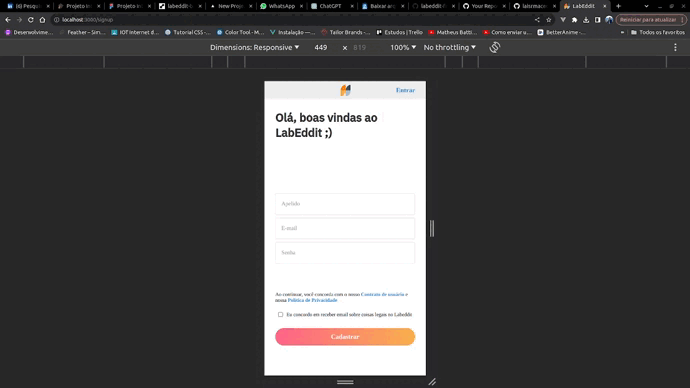 (6) Pesqui
Projeto in
Projeto in
labeddit-b
New Proje
WhatsApp
ChatGPT
Baixar arq
labeddit-f
Your Repo
laisrmacedo
LabEddit
localhost:3000/signup
Reiniciar para atualizar
Desenvolvime...
Feather – Sim...
IOT Internet d...
Tutorial CSS -...
Color Tool - M...
Instalação —...
Tailor Brands -...
Estudos | Trello
Matheus Batti...
Como enviar u...
BetterAnime -...
Todos os favoritos
Dimensions: Responsive
449
×
819
100%
No throttling
Entrar
Olá, boas vindas ao
LabEddit ;)
Apelido
E-mail
Senha
Ao continuar, você concorda com o nosso Contrato de usuário e
nossa Política de Privacidade
Eu concordo em receber email sobre coisas legais no Labeddit
Cadastrar